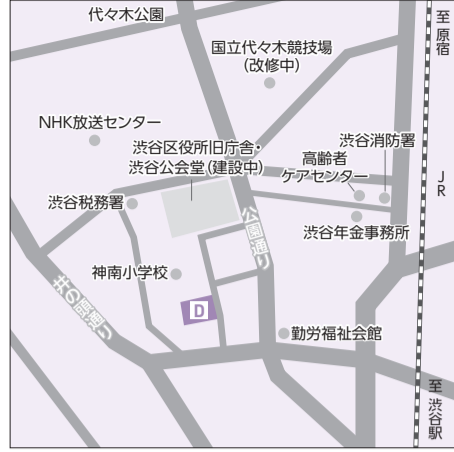 代々木公園
至
原
宿
国立代々木競技場
(改修中)
NHK放送センター
渋谷区役所旧庁舎・
渋谷公会堂(建設中)
渋谷消防署
高齢者
ケアセンター
JR
渋谷税務署
公園通り
渋谷年金事務所
神南小学校
井の頭通り
D
勤労福祉会館
至
渋
谷
駅